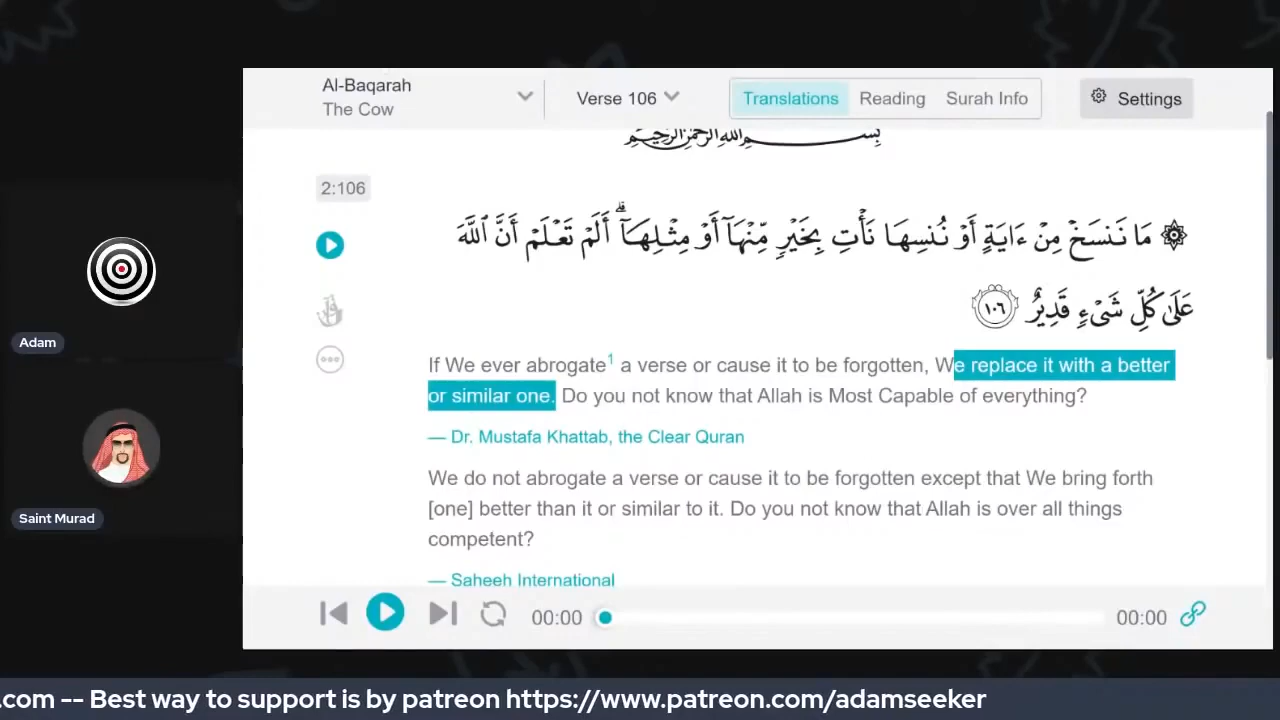 Al-Baqarah
The Cow
Verse 106
Translations
Reading
Surah Info
Settings
بِسْمِ اللَّهِ الرَّحْمَٰنِ الرَّحِيمِ
2:106
۞ مَا نَنسَخْ مِنْ ءَايَةٍ أَوْ نُنسِهَا نَأْتِ بِخَيْرٍ مِّنْهَآ أَوْ مِثْلِهَآ ۗ أَلَمْ تَعْلَمْ أَنَّ ٱللَّهَ
عَلَىٰ كُلِّ شَىْءٍ قَدِيرٌ ١٠٦
If We ever abrogate1 a verse or cause it to be forgotten, We replace it with a better
or similar one. Do you not know that Allah is Most Capable of everything?
— Dr. Mustafa Khattab, the Clear Quran
We do not abrogate a verse or cause it to be forgotten except that We bring forth
[one] better than it or similar to it. Do you not know that Allah is over all things
competent?
— Saheeh International
00:00
00:00
Adam
Saint Murad
.com -- Best way to support is by patreon https://www.patreon.com/adamseeker